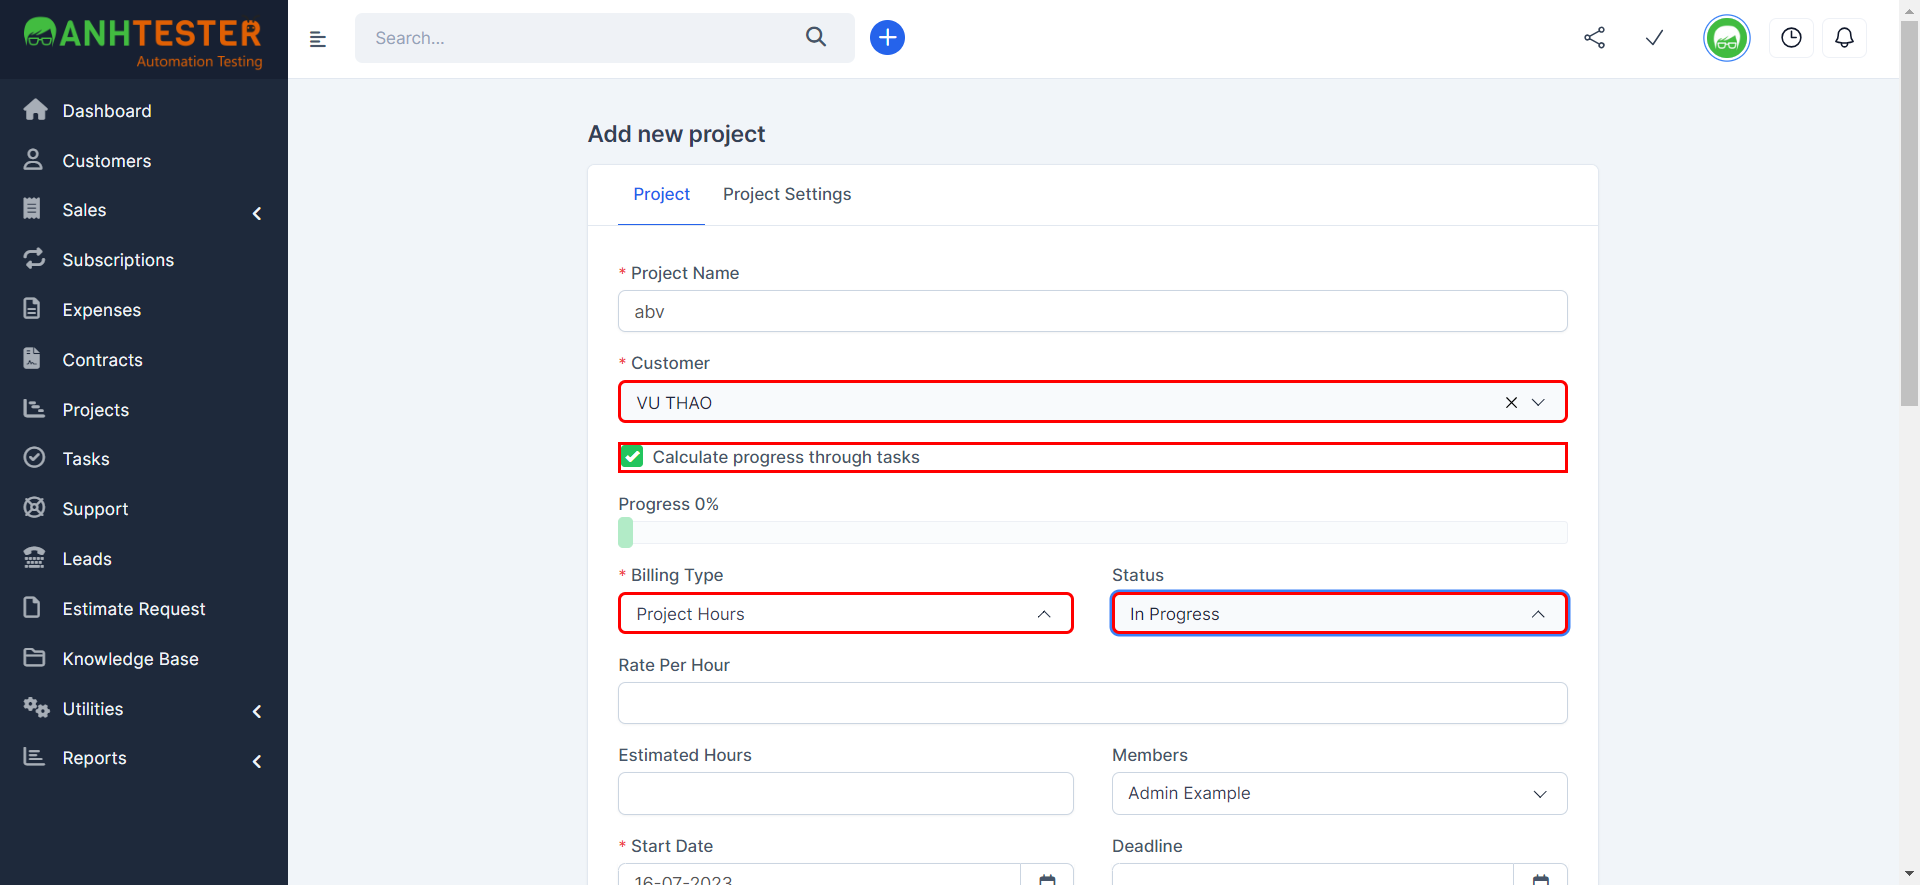 ANHTESTER
Automation Testing
Search...
Dashboard
Customers
Sales
Subscriptions
Expenses
Contracts
Projects
Tasks
Support
Leads
Estimate Request
Knowledge Base
Utilities
Reports
Add new project
Project Project Settings
* Project Name
abv
* Customer
VU THAO
Calculate progress through tasks
Progress 0%
* Billing Type Status
Project Hours In Progress
Rate Per Hour
Estimated Hours Members
Admin Example
* Start Date Deadline
16-07-2023